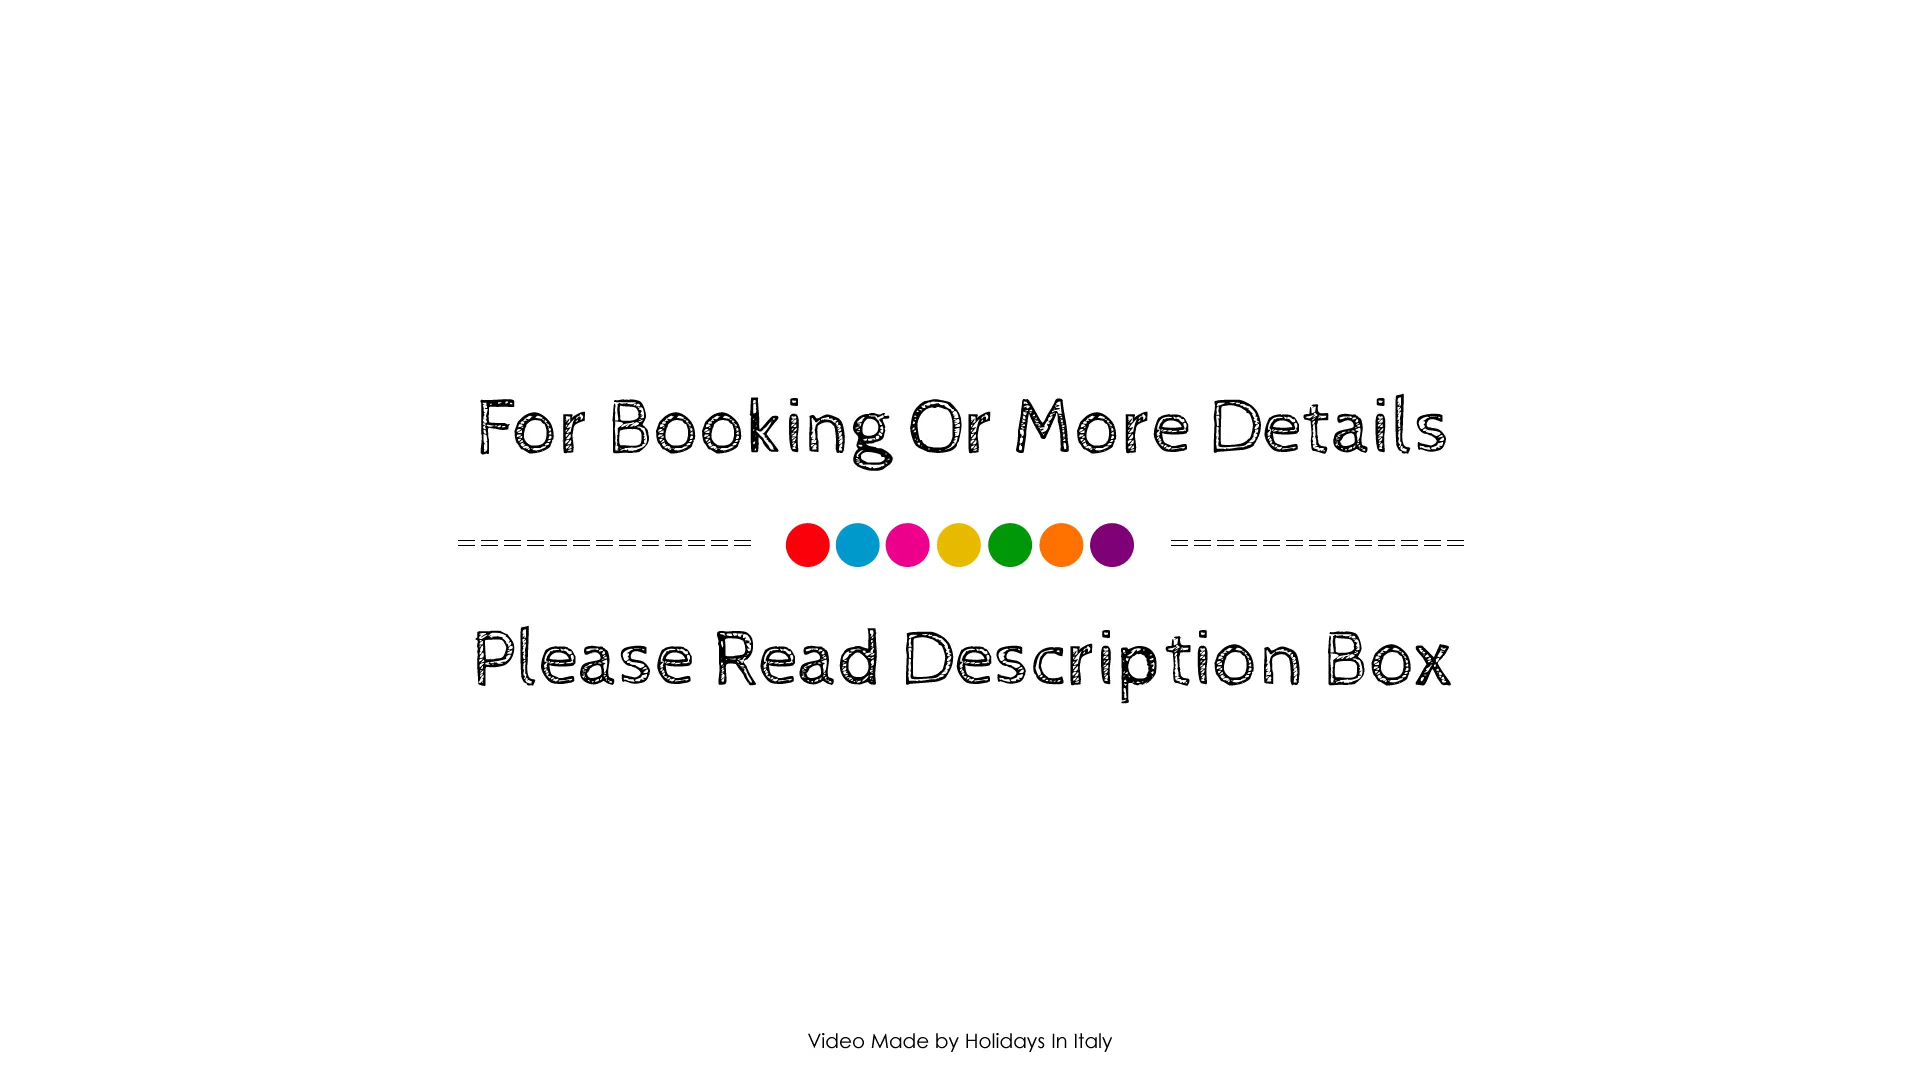 For Booking Or More Details
============= =============
Please Read Description Box
Video Made by Holidays In Italy